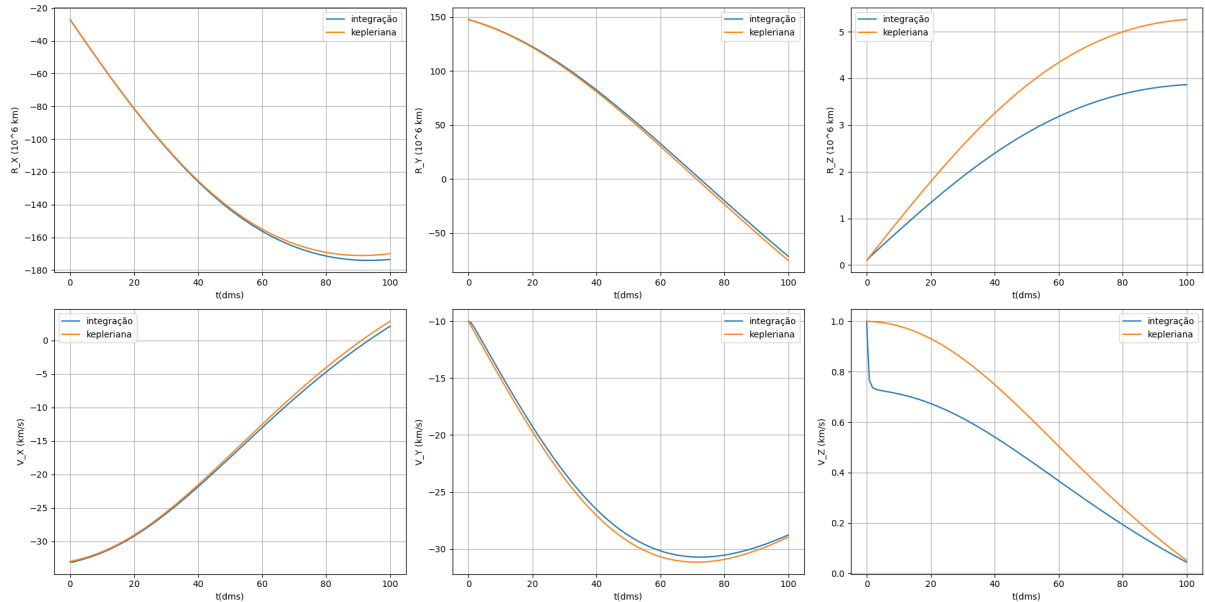 integração
kepleriana
R_X (10^6 km)
−20
−40
−60
−80
−100
−120
−140
−160
−180
0 20 40 60 80 100
t(dms)
integração
kepleriana
R_Y (10^6 km)
150
100
50
0
−50
0 20 40 60 80 100
t(dms)
integração
kepleriana
R_Z (10^6 km)
5
4
3
2
1
0
0 20 40 60 80 100
t(dms)
integração
kepleriana
V_X (km/s)
0
−5
−10
−15
−20
−25
−30
0 20 40 60 80 100
t(dms)
integração
kepleriana
V_Y (km/s)
−10
−15
−20
−25
−30
0 20 40 60 80 100
t(dms)
integração
kepleriana
V_Z (km/s)
1.0
0.8
0.6
0.4
0.2
0.0
0 20 40 60 80 100
t(dms)